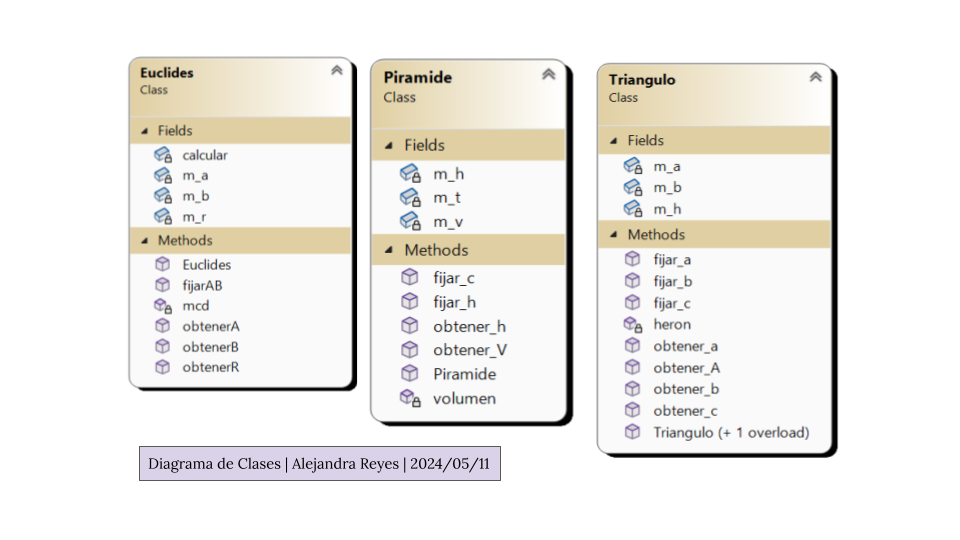 Euclides
Class
Fields
calcular
m_a
m_b
m_r
Methods
Euclides
fijarAB
mcd
obtenerA
obtenerB
obtenerR
Piramide
Class
Fields
m_h
m_t
m_v
Methods
fijar_c
fijar_h
obtener_h
obtener_V
Piramide
volumen
Triangulo
Class
Fields
m_a
m_b
m_h
Methods
fijar_a
fijar_b
fijar_c
heron
obtener_a
obtener_A
obtener_b
obtener_c
Triangulo (+ 1 overload)
Diagrama de Clases | Alejandra Reyes | 2024/05/11